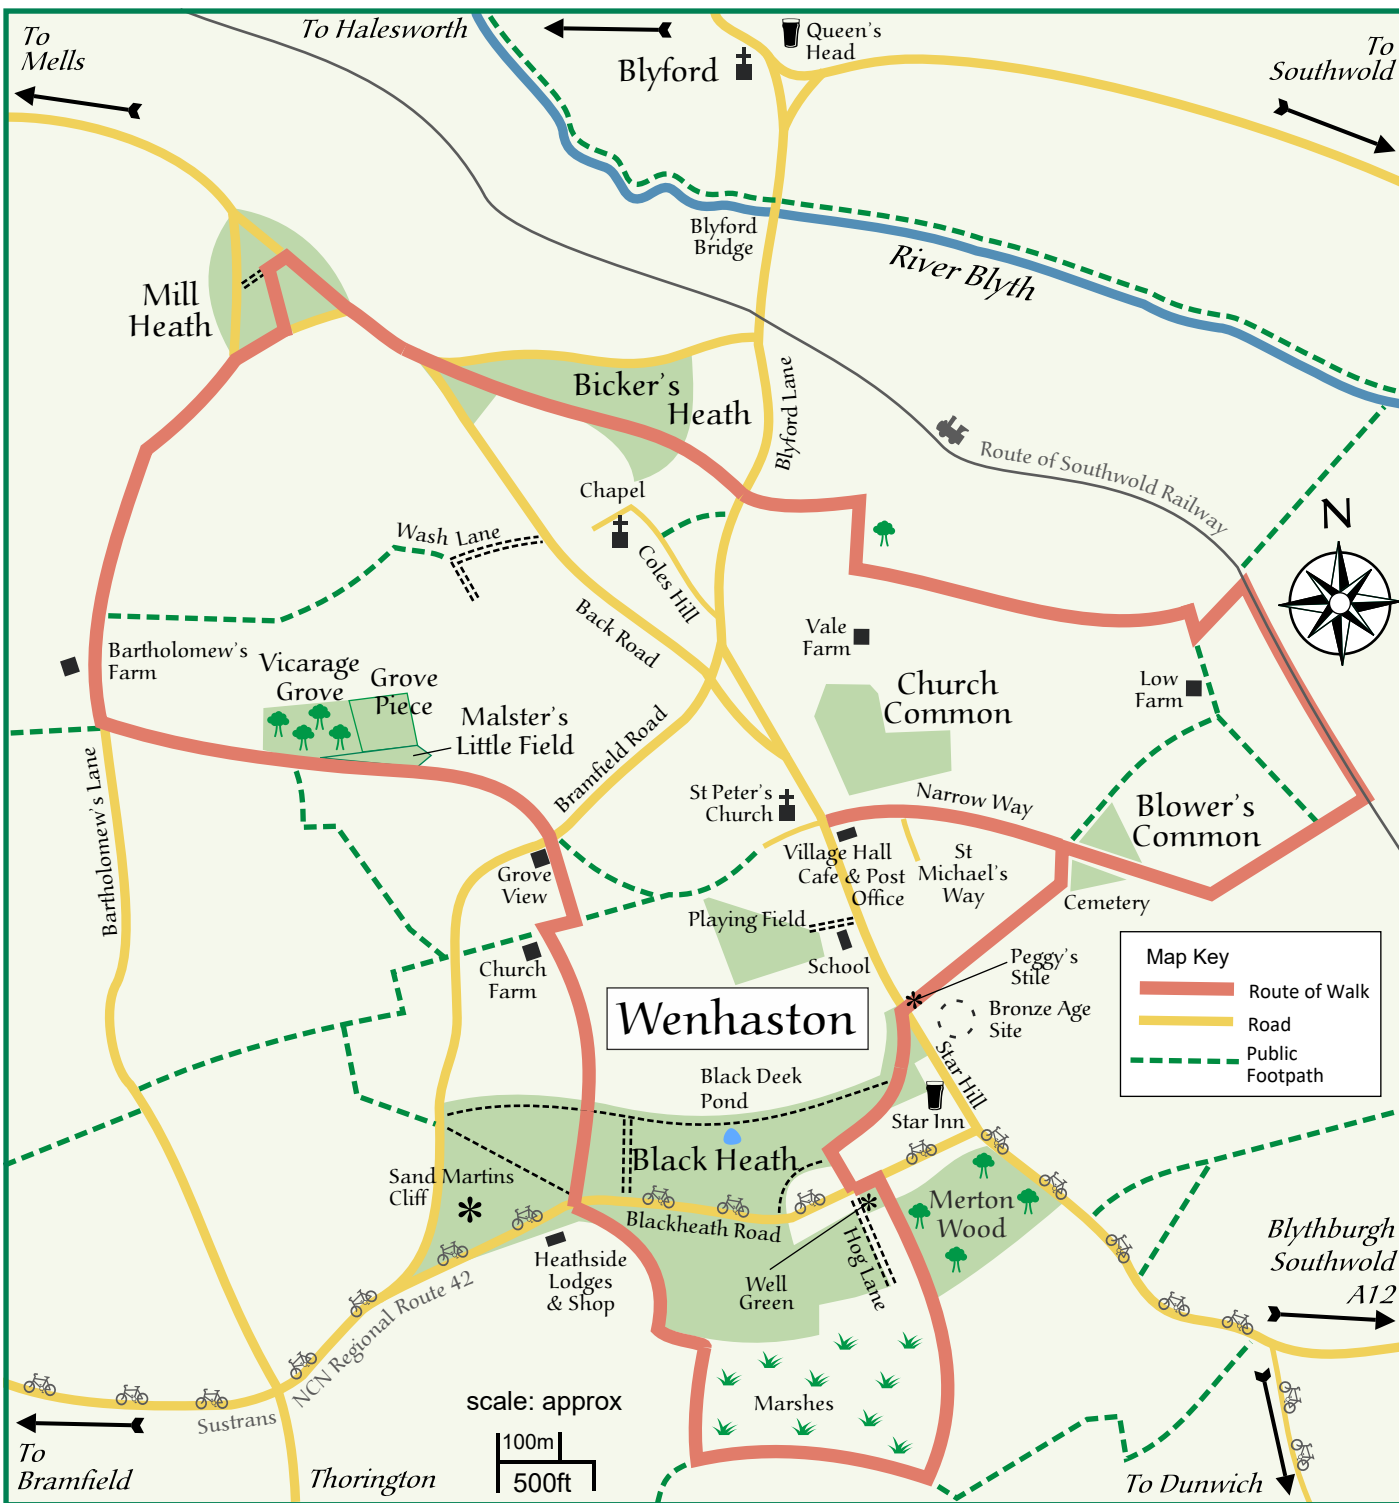 To
Mells
To Halesworth
Queen's
Head
Blyford
To
Southwold
Blyford
Bridge
River Blyth
Mill
Heath
Bicker's
Heath
Blyford Lane
Route of Southwold Railway
Chapel
Wash Lane
Coles Hill
N
Back Road
Vale
Farm
Bartholomew's
Farm
Vicarage
Grove
Grove
Piece
Church
Common
Low
Farm
Malster's
Little Field
Bartholomew's Lane
Bramfield Road
St Peter's
Church
Narrow Way
Blower's
Common
Village Hall
Cafe & Post
Office
St
Michael's
Way
Grove
View
Cemetery
Playing Field
School
Church
Farm
Peggy's
Stile
Map Key
Route of Walk
Road
Public
Footpath
Wenhaston
Bronze Age
Site
Star Hill
Black Deek
Pond
Star Inn
Black Heath
Sand Martins
Cliff
Merton
Wood
Blackheath Road
Hog Lane
Heathside
Lodges
& Shop
Well
Green
Blythburgh
Southwold
A12
NCN Regional Route 42
Sustrans
Marshes
scale: approx
100m
500ft
To
Bramfield
Thorington
To Dunwich